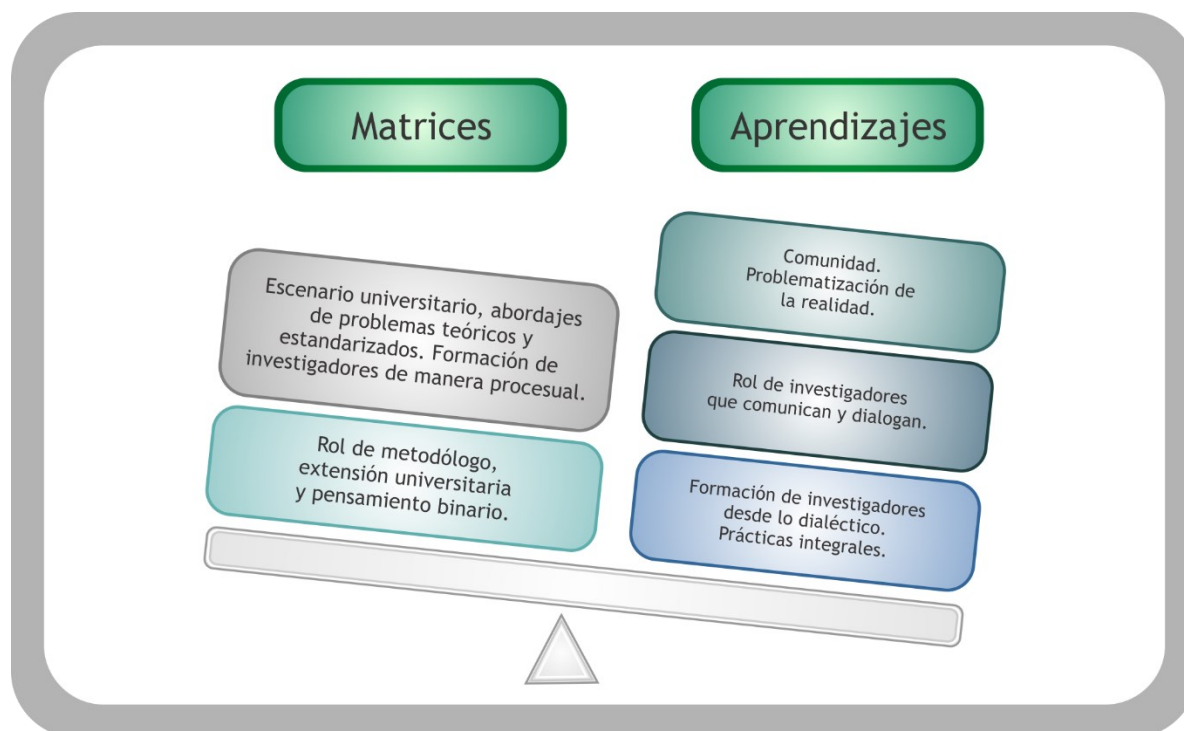 Matrices
Aprendizajes
Escenario universitario, abordajes
de problemas teóricos y
estandarizados. Formación de
investigadores de manera procesual.
Rol de metodólogo,
extensión universitaria
y pensamiento binario.
Comunidad.
Problematización de
la realidad.
Rol de investigadores
que comunican y dialogan.
Formación de investigadores
desde lo dialéctico.
Prácticas integrales.